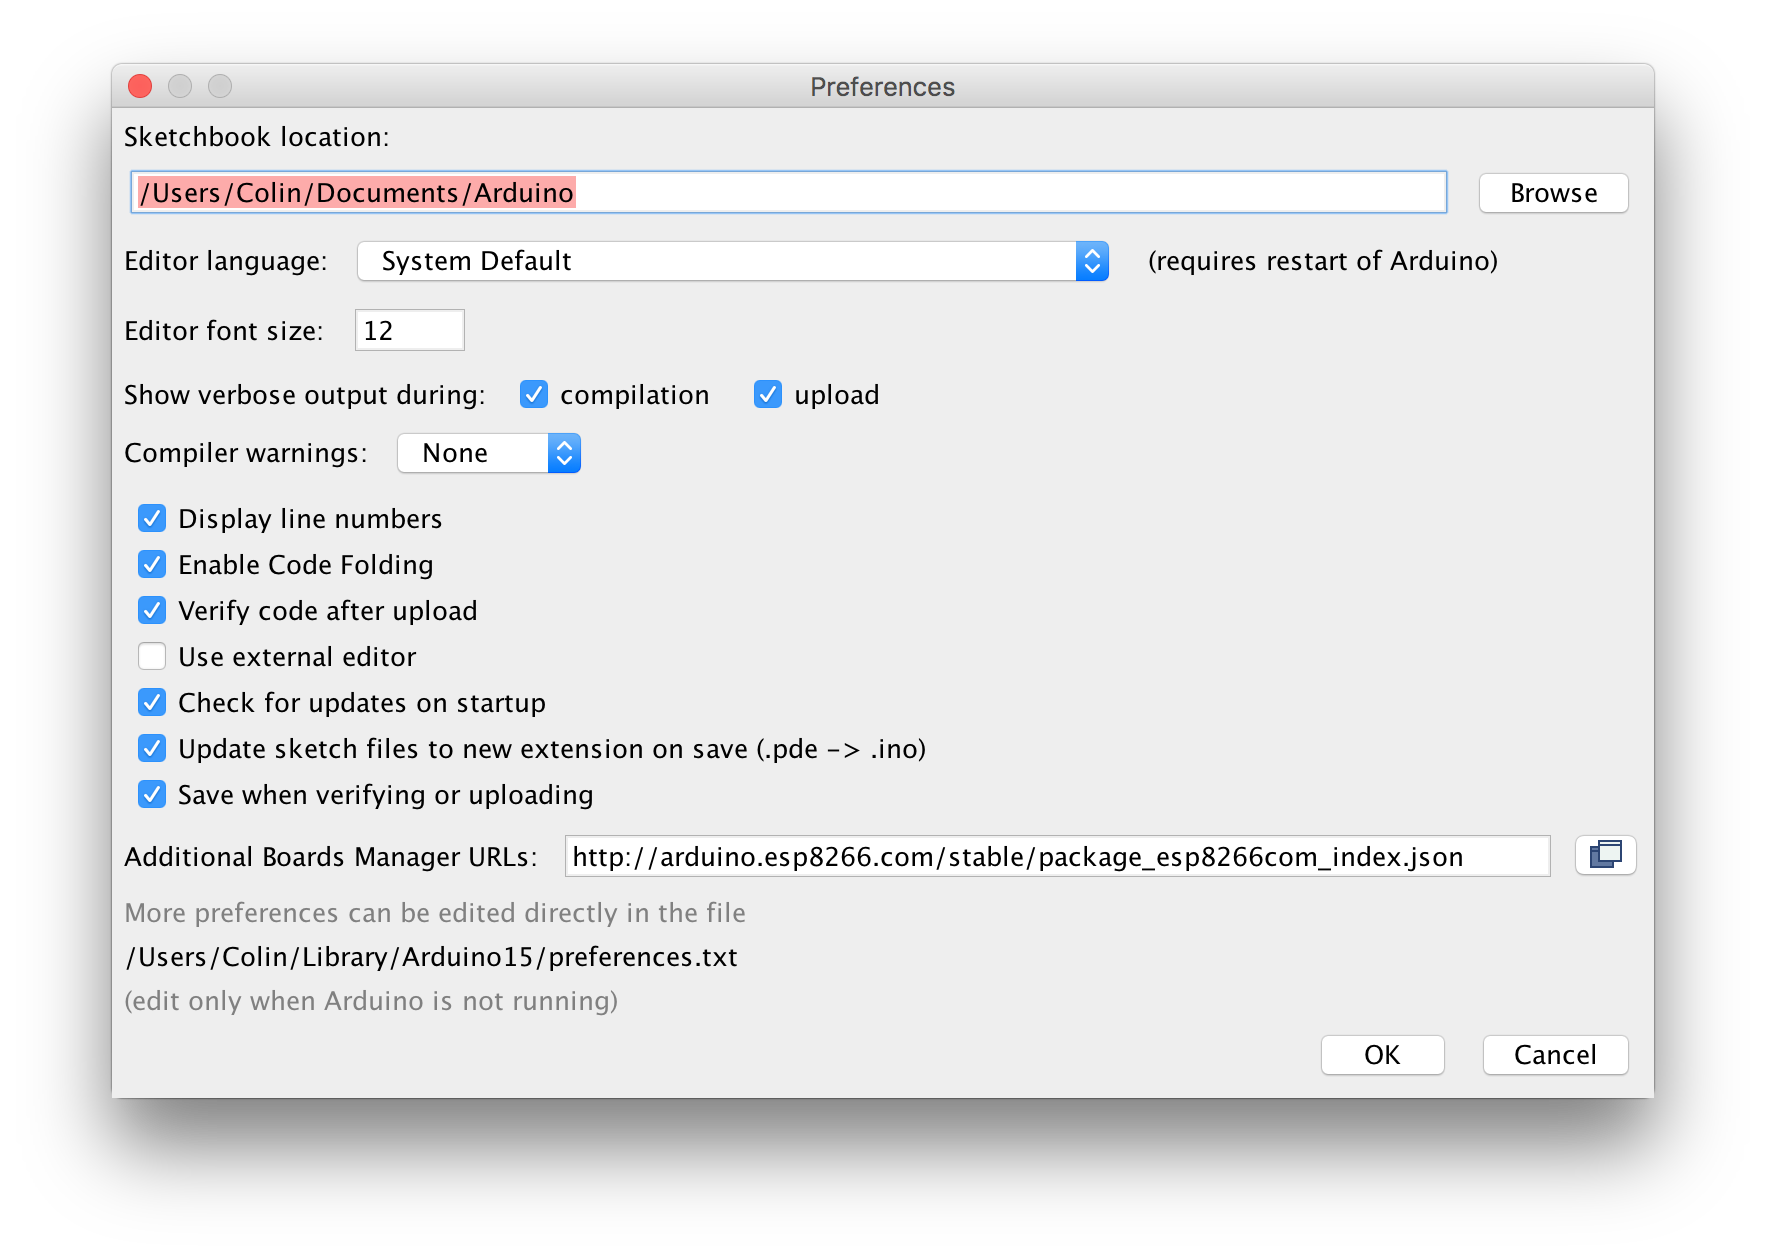 Preferences
Sketchbook location:
/Users/Colin/Documents/Arduino Browse
Editor language: System Default (requires restart of Arduino)
Editor font size: 12
Show verbose output during: compilation upload
Compiler warnings: None
Display line numbers
Enable Code Folding
Verify code after upload
Use external editor
Check for updates on startup
Update sketch files to new extension on save (.pde -> .ino)
Save when verifying or uploading
Additional Boards Manager URLs: http://arduino.esp8266.com/stable/package_esp8266com_index.json
More preferences can be edited directly in the file
/Users/Colin/Library/Arduino15/preferences.txt
(edit only when Arduino is not running)
OK Cancel